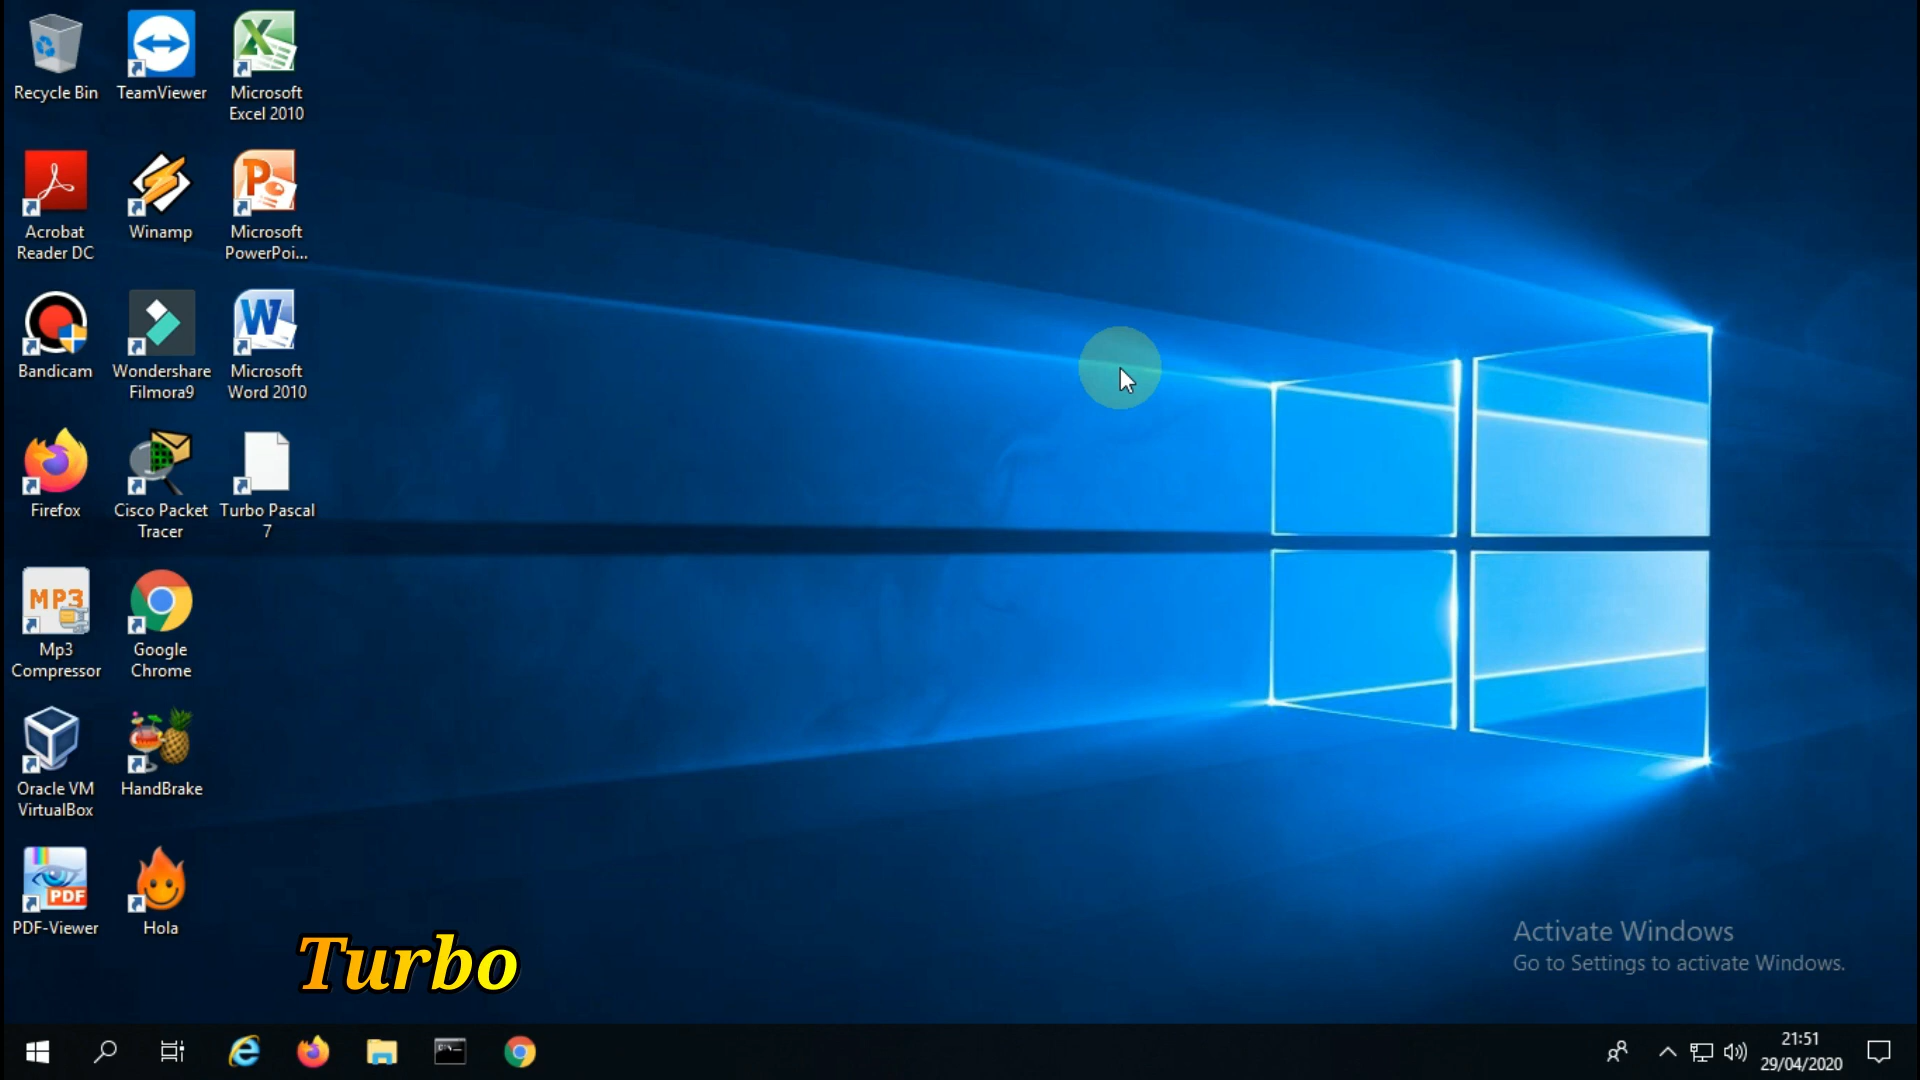 Recycle Bin
TeamViewer
Microsoft
Excel 2010
Acrobat
Reader DC
Winamp
Microsoft
PowerPoi...
Bandicam
Wondershare
Filmora9
Microsoft
Word 2010
Firefox
Cisco Packet
Tracer
Turbo Pascal
7
MP3
Mp3
Compressor
Google
Chrome
Oracle VM
VirtualBox
HandBrake
PDF
PDF-Viewer
Hola
Turbo
Activate Windows
Go to Settings to activate Windows.
21:51
29/04/2020